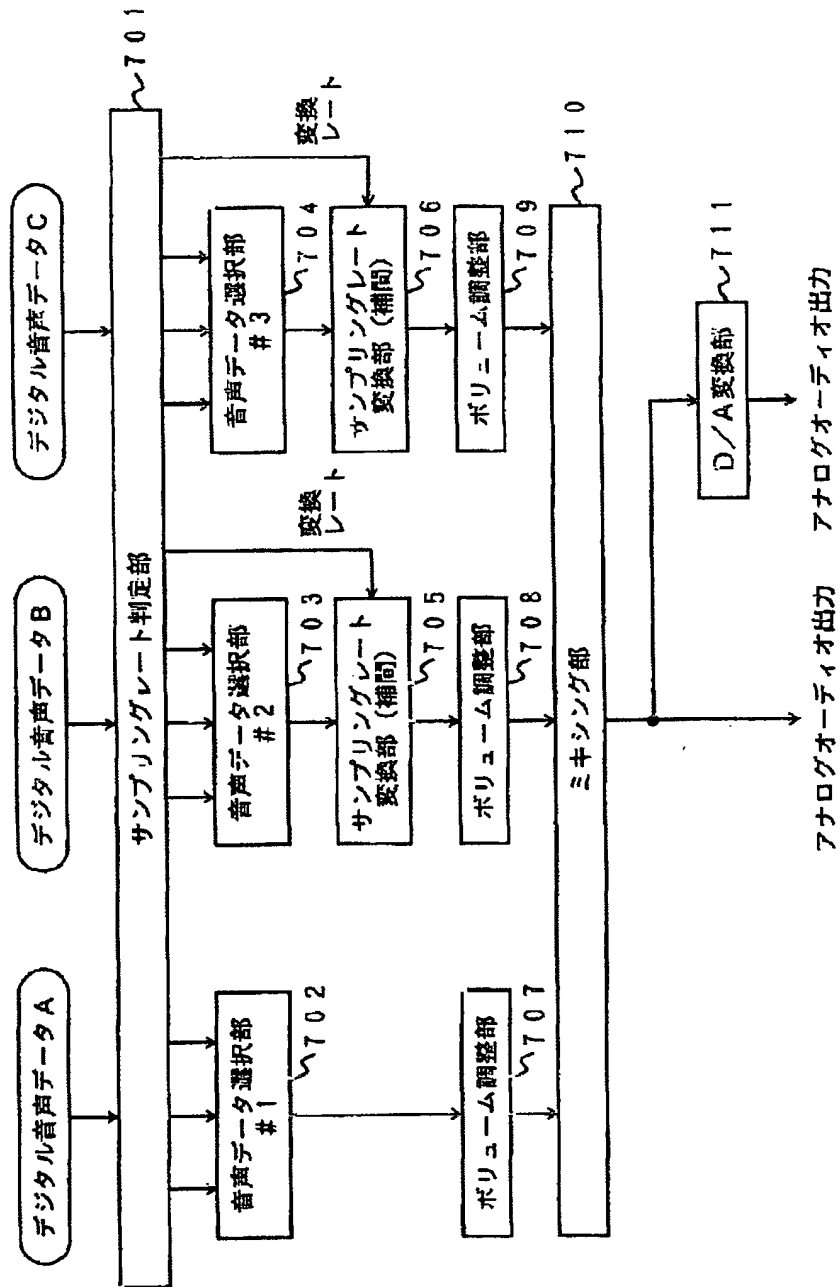 デジタル音声データA
デジタル音声データB
デジタル音声データC
サンプリングレート判定部
701
音声データ選択部
#1
702
音声データ選択部
#2
703
音声データ選択部
#3
704
変換
レート
変換
レート
サンプリングレート
変換部(補間)
705
サンプリングレート
変換部(補間)
706
ボリューム調整部
707
ボリューム調整部
708
ボリューム調整部
709
ミキシング部
710
D/A変換部
711
アナログオーディオ出力
アナログオーディオ出力